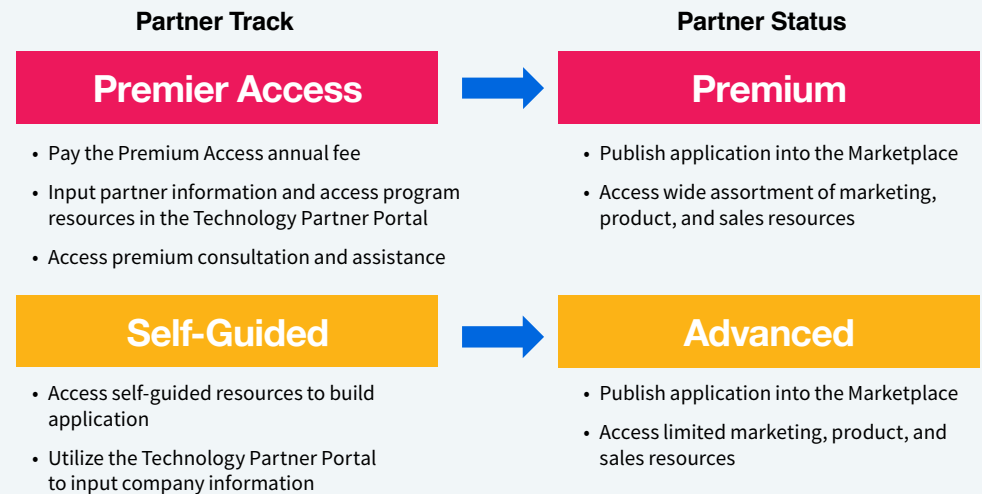 Partner Track
Partner Status
Premier Access
Premium
• Pay the Premium Access annual fee
• Input partner information and access program
resources in the Technology Partner Portal
• Access premium consultation and assistance
• Publish application into the Marketplace
• Access wide assortment of marketing,
product, and sales resources
Self-Guided
Advanced
• Access self-guided resources to build
application
• Utilize the Technology Partner Portal
to input company information
• Publish application into the Marketplace
• Access limited marketing, product, and
sales resources